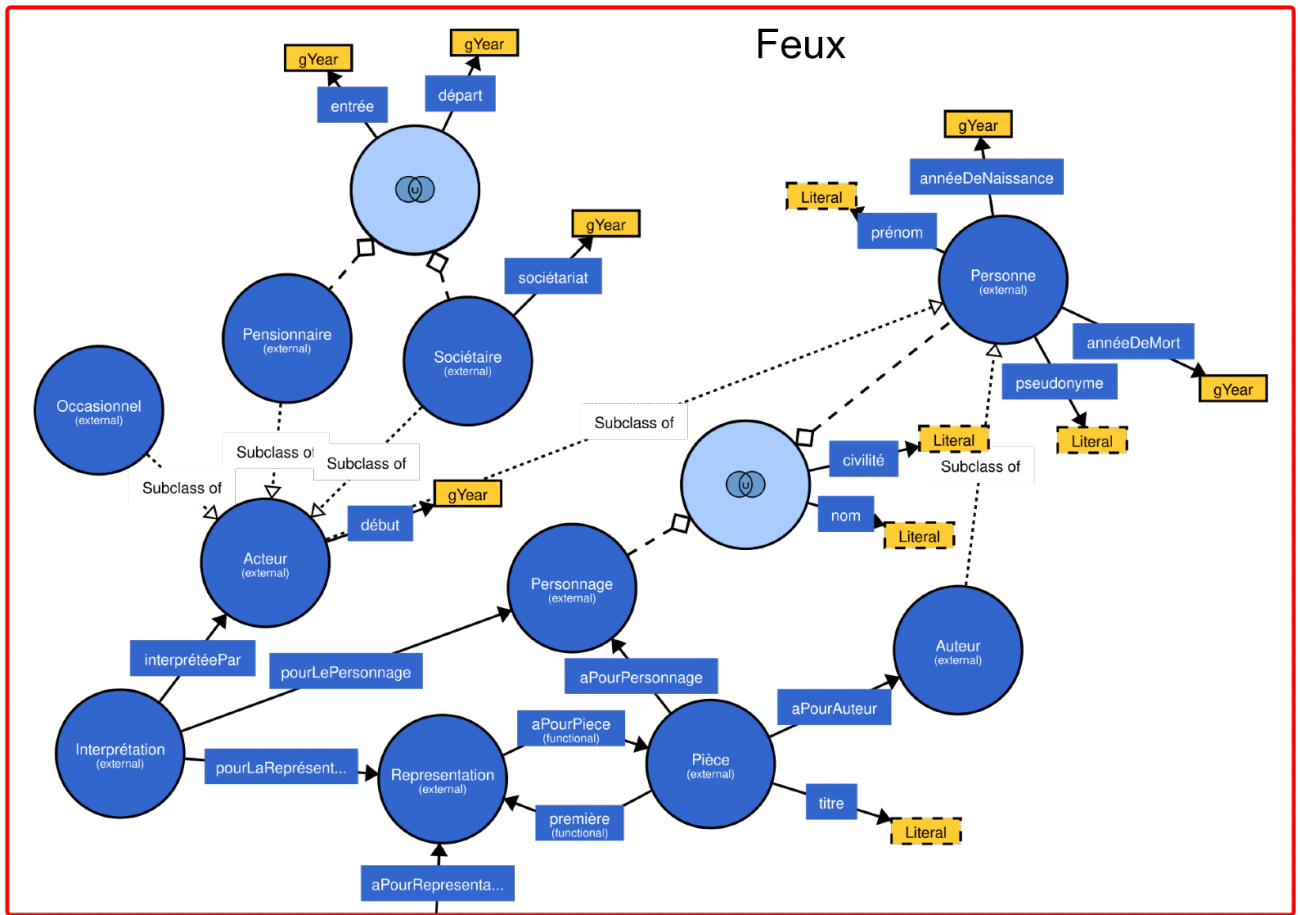 Feux
gYear
gYear
entrée
départ
gYear
annéeDeNaissance
Literal
prénom
gYear
sociétariat
Personne
(external)
Pensionnaire
(external)
Sociétaire
(external)
annéeDeMort
pseudonyme
gYear
Occasionnel
(external)
Subclass of
Literal
Literal
Subclass of
Subclass of
Subclass of
civilité
Subclass of
gYear
début
nom
Literal
Acteur
(external)
Personnage
(external)
Auteur
(external)
interprétéePar
pourLePersonnage
aPourPersonnage
aPourAuteur
aPourPiece
(functional)
Interprétation
(external)
pourLaReprésent...
Representation
(external)
Pièce
(external)
titre
première
(functional)
Literal
aPourRepresenta...